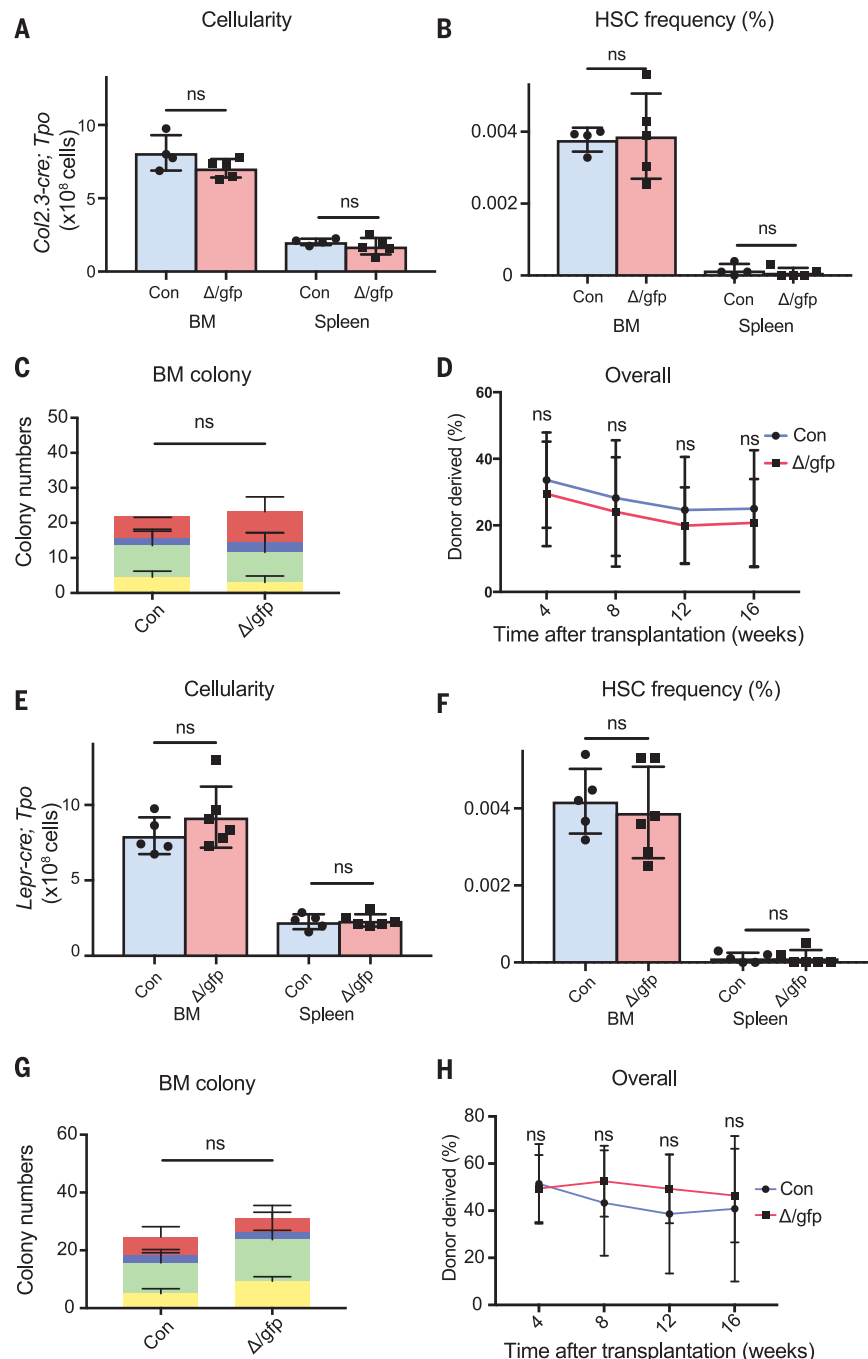 A
Cellularity
Col2.3-cre; Tpo
(x10⁸ cells)
10
5
0
ns
ns
Con
Δ/gfp
Con
Δ/gfp
BM
Spleen
B
HSC frequency (%)
0.004
0.002
0
ns
ns
Con
Δ/gfp
Con
Δ/gfp
BM
Spleen
C
BM colony
Colony numbers
50
40
30
20
10
0
ns
Con
Δ/gfp
D
Overall
Donor derived (%)
60
40
20
0
ns
ns
ns
ns
Con
Δ/gfp
4
8
12
16
Time after transplantation (weeks)
E
Cellularity
Lepr-cre; Tpo
(x10⁸ cells)
10
5
0
ns
ns
Con
Δ/gfp
Con
Δ/gfp
BM
Spleen
F
HSC frequency (%)
0.004
0.002
0
ns
ns
Con
Δ/gfp
Con
Δ/gfp
BM
Spleen
G
BM colony
Colony numbers
60
40
20
0
ns
Con
Δ/gfp
H
Overall
Donor derived (%)
80
60
40
20
0
ns
ns
ns
ns
Con
Δ/gfp
4
8
12
16
Time after transplantation (weeks)